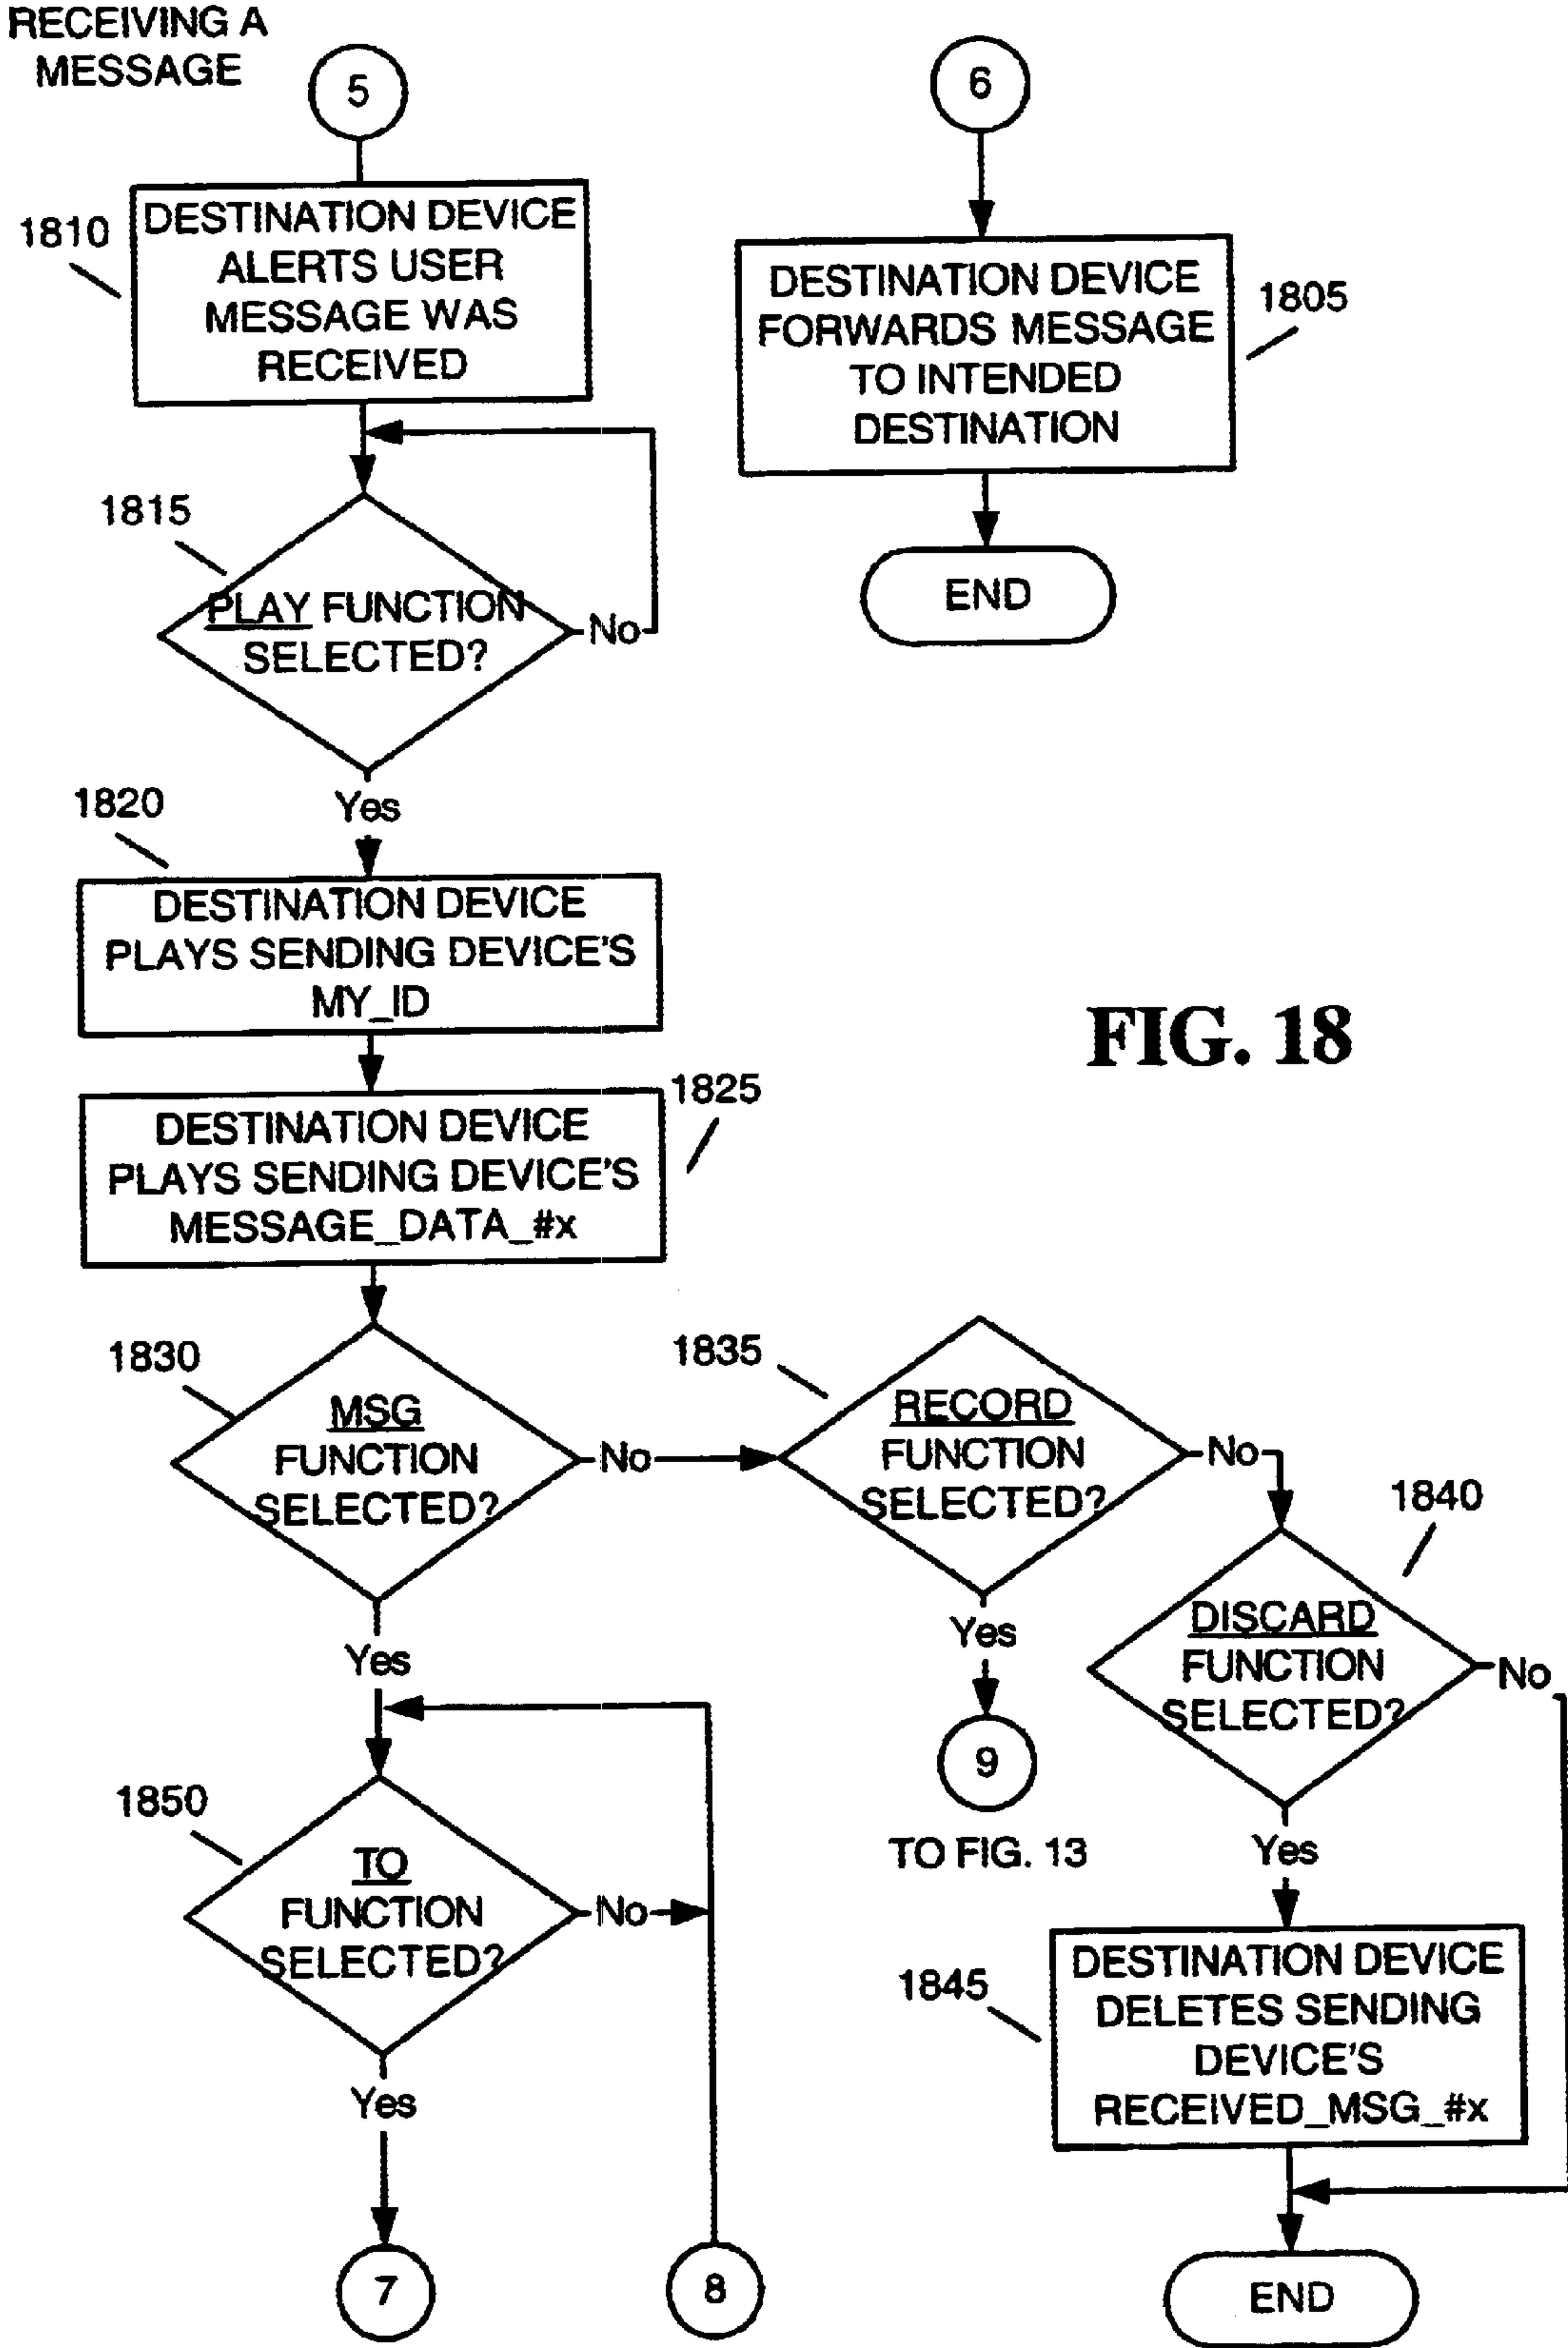 RECEIVING A
MESSAGE
5
6
1810
DESTINATION DEVICE
ALERTS USER
MESSAGE WAS
RECEIVED
DESTINATION DEVICE
FORWARDS MESSAGE
TO INTENDED
DESTINATION
1805
END
1815
PLAY FUNCTION
SELECTED?
No
Yes
1820
DESTINATION DEVICE
PLAYS SENDING DEVICE'S
MY_ID
FIG. 18
1825
DESTINATION DEVICE
PLAYS SENDING DEVICE'S
MESSAGE_DATA_#x
1830
MSG
FUNCTION
SELECTED?
No
Yes
1835
RECORD
FUNCTION
SELECTED?
No
Yes
9
TO FIG. 13
1840
DISCARD
FUNCTION
SELECTED?
No
Yes
1850
TO
FUNCTION
SELECTED?
No
Yes
1845
DESTINATION DEVICE
DELETES SENDING
DEVICE'S
RECEIVED_MSG_#x
7
8
END